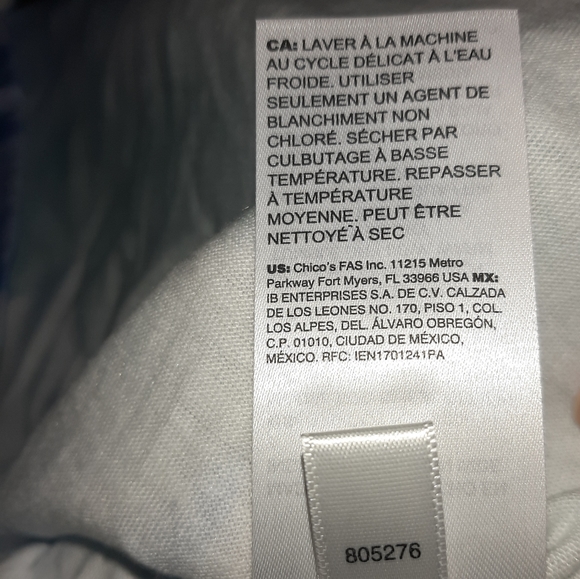 CA: LAVER À LA MACHINE
AU CYCLE DÉLICAT À L'EAU
FROIDE. UTILISER
SEULEMENT UN AGENT DE
BLANCHIMENT NON
CHLORÉ. SÉCHER PAR
CULBUTAGE À BASSE
TEMPÉRATURE. REPASSER
À TEMPÉRATURE
MOYENNE. PEUT ÊTRE
NETTOYÉ À SEC
US: Chico's FAS Inc. 11215 Metro
Parkway Fort Myers, FL 33966 USA MX:
IB ENTERPRISES S.A. DE C.V. CALZADA
DE LOS LEONES NO. 170, PISO 1, COL.
LOS ALPES, DEL. ÁLVARO OBREGÓN,
C.P. 01010, CIUDAD DE MÉXICO,
MÉXICO. RFC: IEN1701241PA
805276